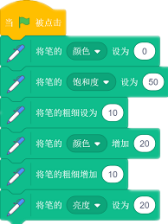 当 被点击
将笔的 颜色 设为 0
将笔的 饱和度 设为 50
将笔的粗细设为 10
将笔的 颜色 增加 20
将笔的粗细增加 10
将笔的 亮度 设为 20